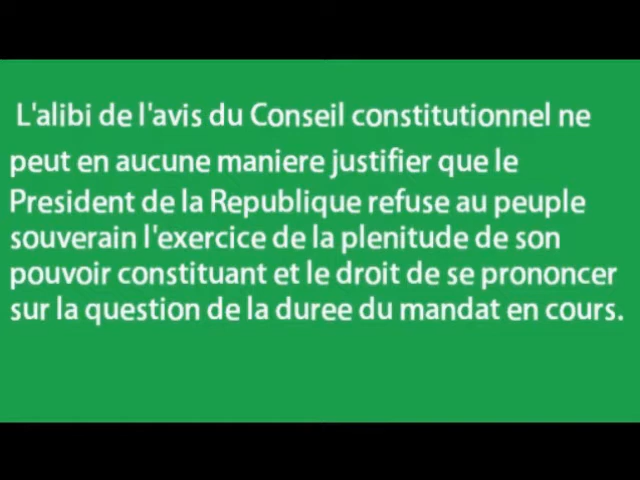 L'alibi de l'avis du Conseil constitutionnel ne
peut en aucune maniere justifier que le
President de la Republique refuse au peuple
souverain l'exercice de la plenitude de son
pouvoir constituant et le droit de se prononcer
sur la question de la duree du mandat en cours.